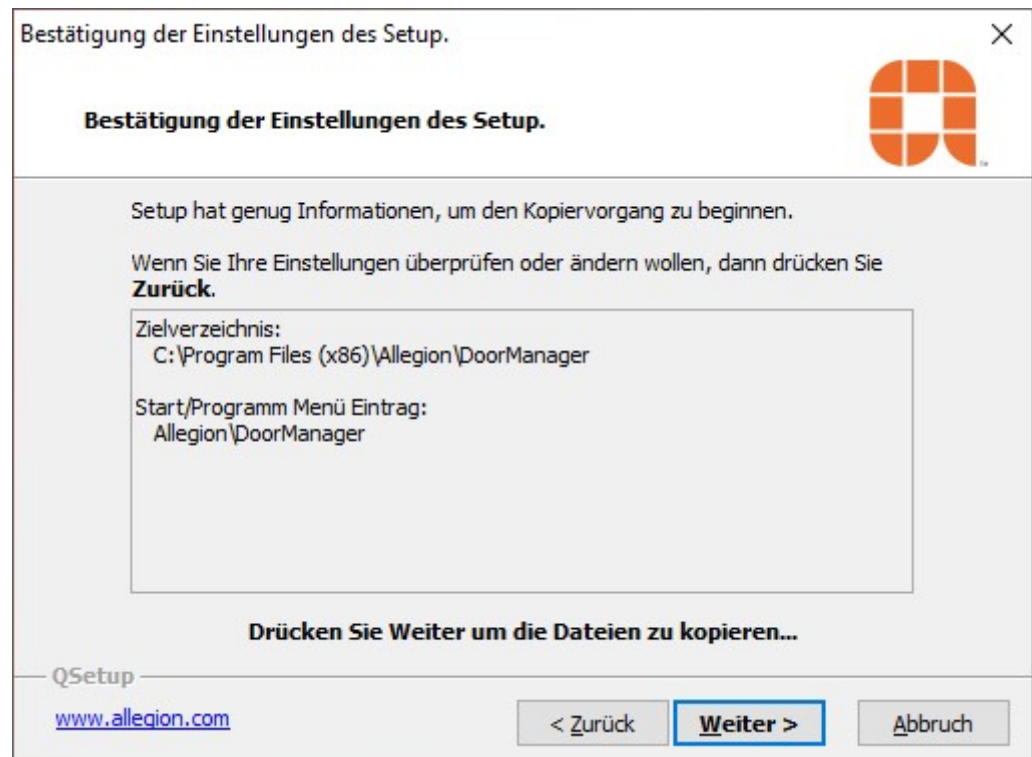 Bestätigung der Einstellungen des Setup.
Bestätigung der Einstellungen des Setup.
Setup hat genug Informationen, um den Kopiervorgang zu beginnen.
Wenn Sie Ihre Einstellungen überprüfen oder ändern wollen, dann drücken Sie
Zurück.
Zielverzeichnis:
C:\Program Files (x86)\Allegion\DoorManager
Start/Programm Menü Eintrag:
Allegion\DoorManager
Drücken Sie Weiter um die Dateien zu kopieren...
QSetup
www.allegion.com
< Zurück
Weiter >
Abbruch